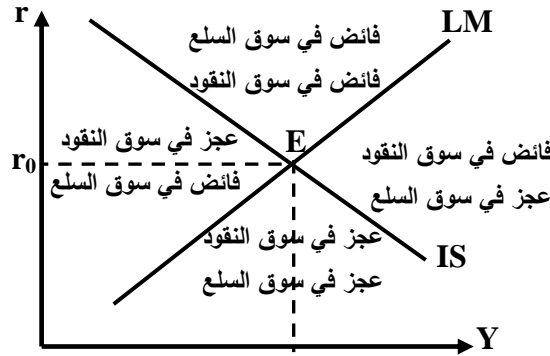 r
LM
فائض في سوق السلع
فائض في سوق النقود
E
عجز في سوق النقود
فائض في سوق النقود
r0
فائض في سوق السلع
عجز في سوق السلع
عجز في سوق النقود
IS
عجز في سوق السلع
Y